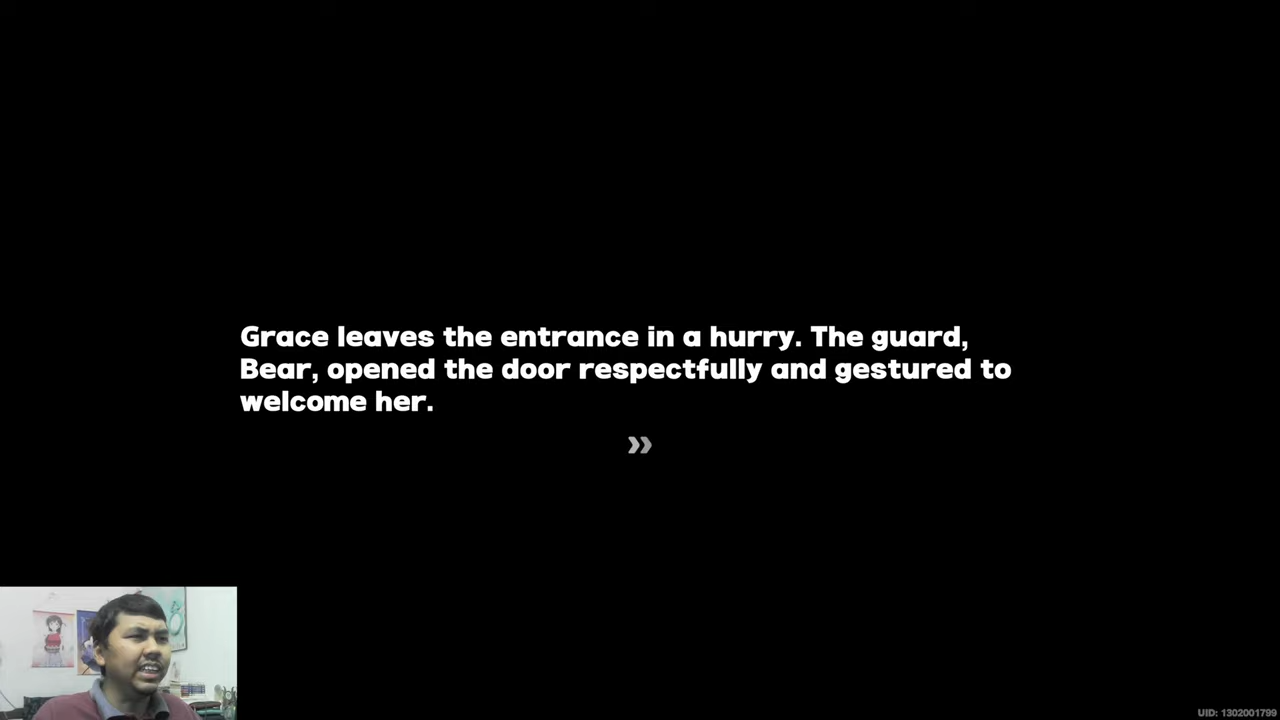 Grace leaves the entrance in a hurry. The guard,
Bear, opened the door respectfully and gestured to
welcome her.
UID: 1302001799